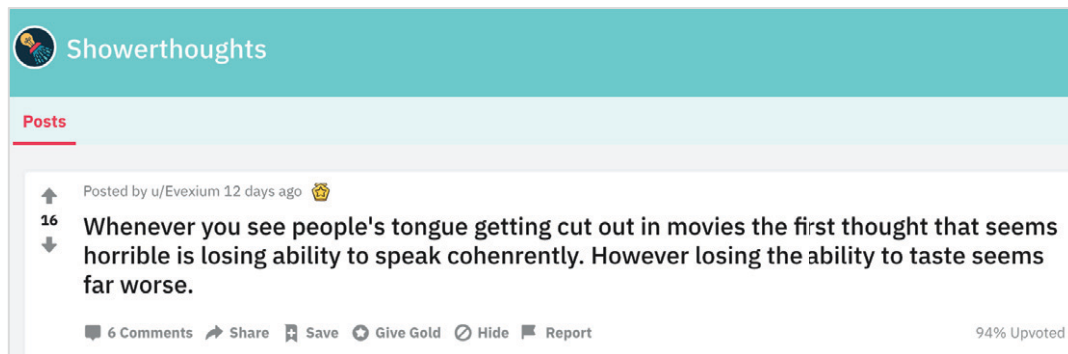 Showerthoughts
Posts
Posted by u/Evexium 12 days ago
16
Whenever you see people's tongue getting cut out in movies the first thought that seems
horrible is losing ability to speak cohenrently. However losing the ability to taste seems
far worse.
6 Comments Share Save Give Gold Hide Report 94% Upvoted